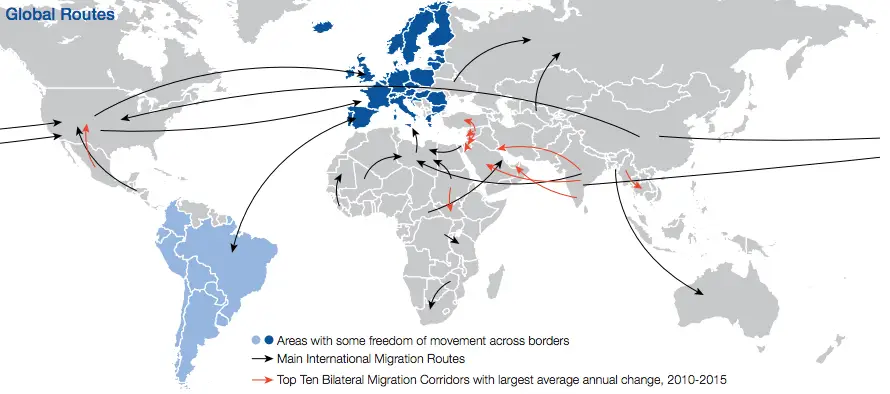 Global Routes
Areas with some freedom of movement across borders
Main International Migration Routes
Top Ten Bilateral Migration Corridors with largest average annual change, 2010-2015